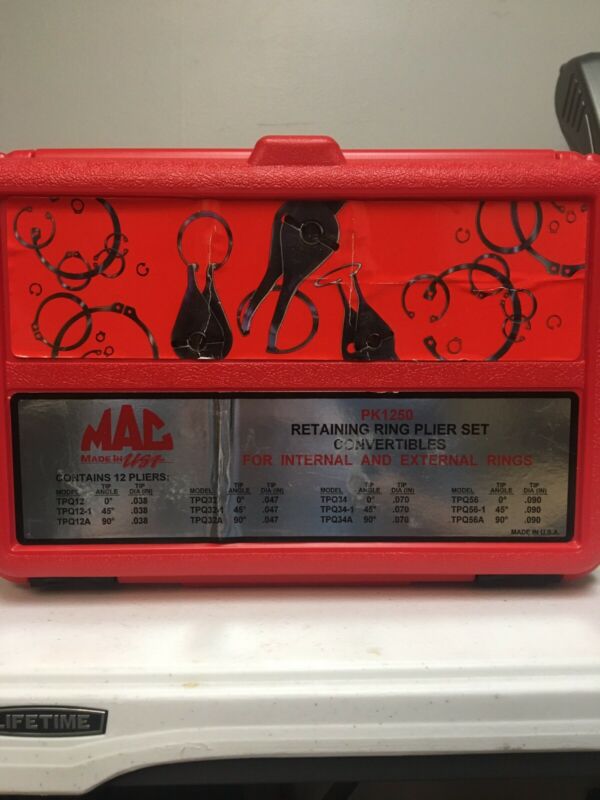 MAC
MADE IN USA
PK1250
RETAINING RING PLIER SET
CONVERTIBLES
FOR INTERNAL AND EXTERNAL RINGS
CONTAINS 12 PLIERS:
MODEL TIP ANGLE TIP DIA (IN)
TPQ12 0° .038
TPQ12-1 45° .038
TPQ12A 90° .038
MODEL TIP ANGLE TIP DIA (IN)
TPQ32 0° .047
TPQ32-1 45° .047
TPQ32A 90° .047
MODEL TIP ANGLE TIP DIA (IN)
TPQ34 0° .070
TPQ34-1 45° .070
TPQ34A 90° .070
MODEL TIP ANGLE TIP DIA (IN)
TPQ56 0° .090
TPQ56-1 45° .090
TPQ56A 90° .090
MADE IN U.S.A.
LIFETIME